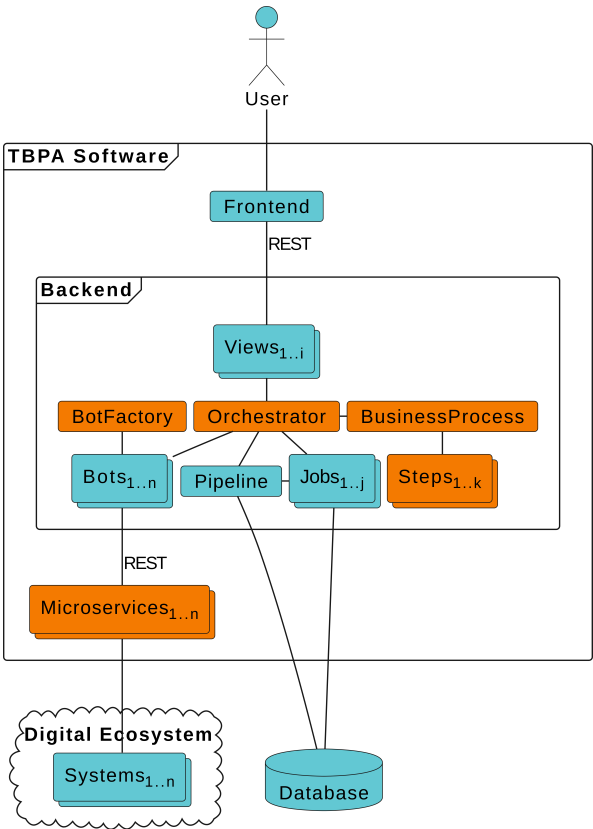 User
TBPA Software
Frontend
REST
Backend
Views1..i
BotFactory Orchestrator BusinessProcess
Bots1..n Pipeline Jobs1..j Steps1..k
REST
Microservices1..n
Digital Ecosystem
Systems1..n
Database